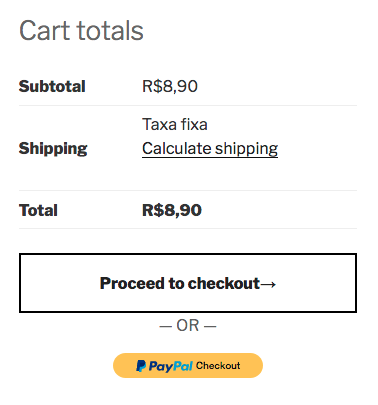 Cart totals
Subtotal R$8,90
Taxa fixa
Shipping Calculate shipping
Total R$8,90
Proceed to checkout→
— OR —
PayPal Checkout